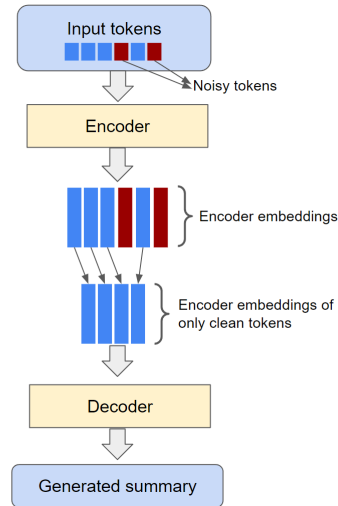 Input tokens
Noisy tokens
Encoder
Encoder embeddings
Encoder embeddings of
only clean tokens
Decoder
Generated summary